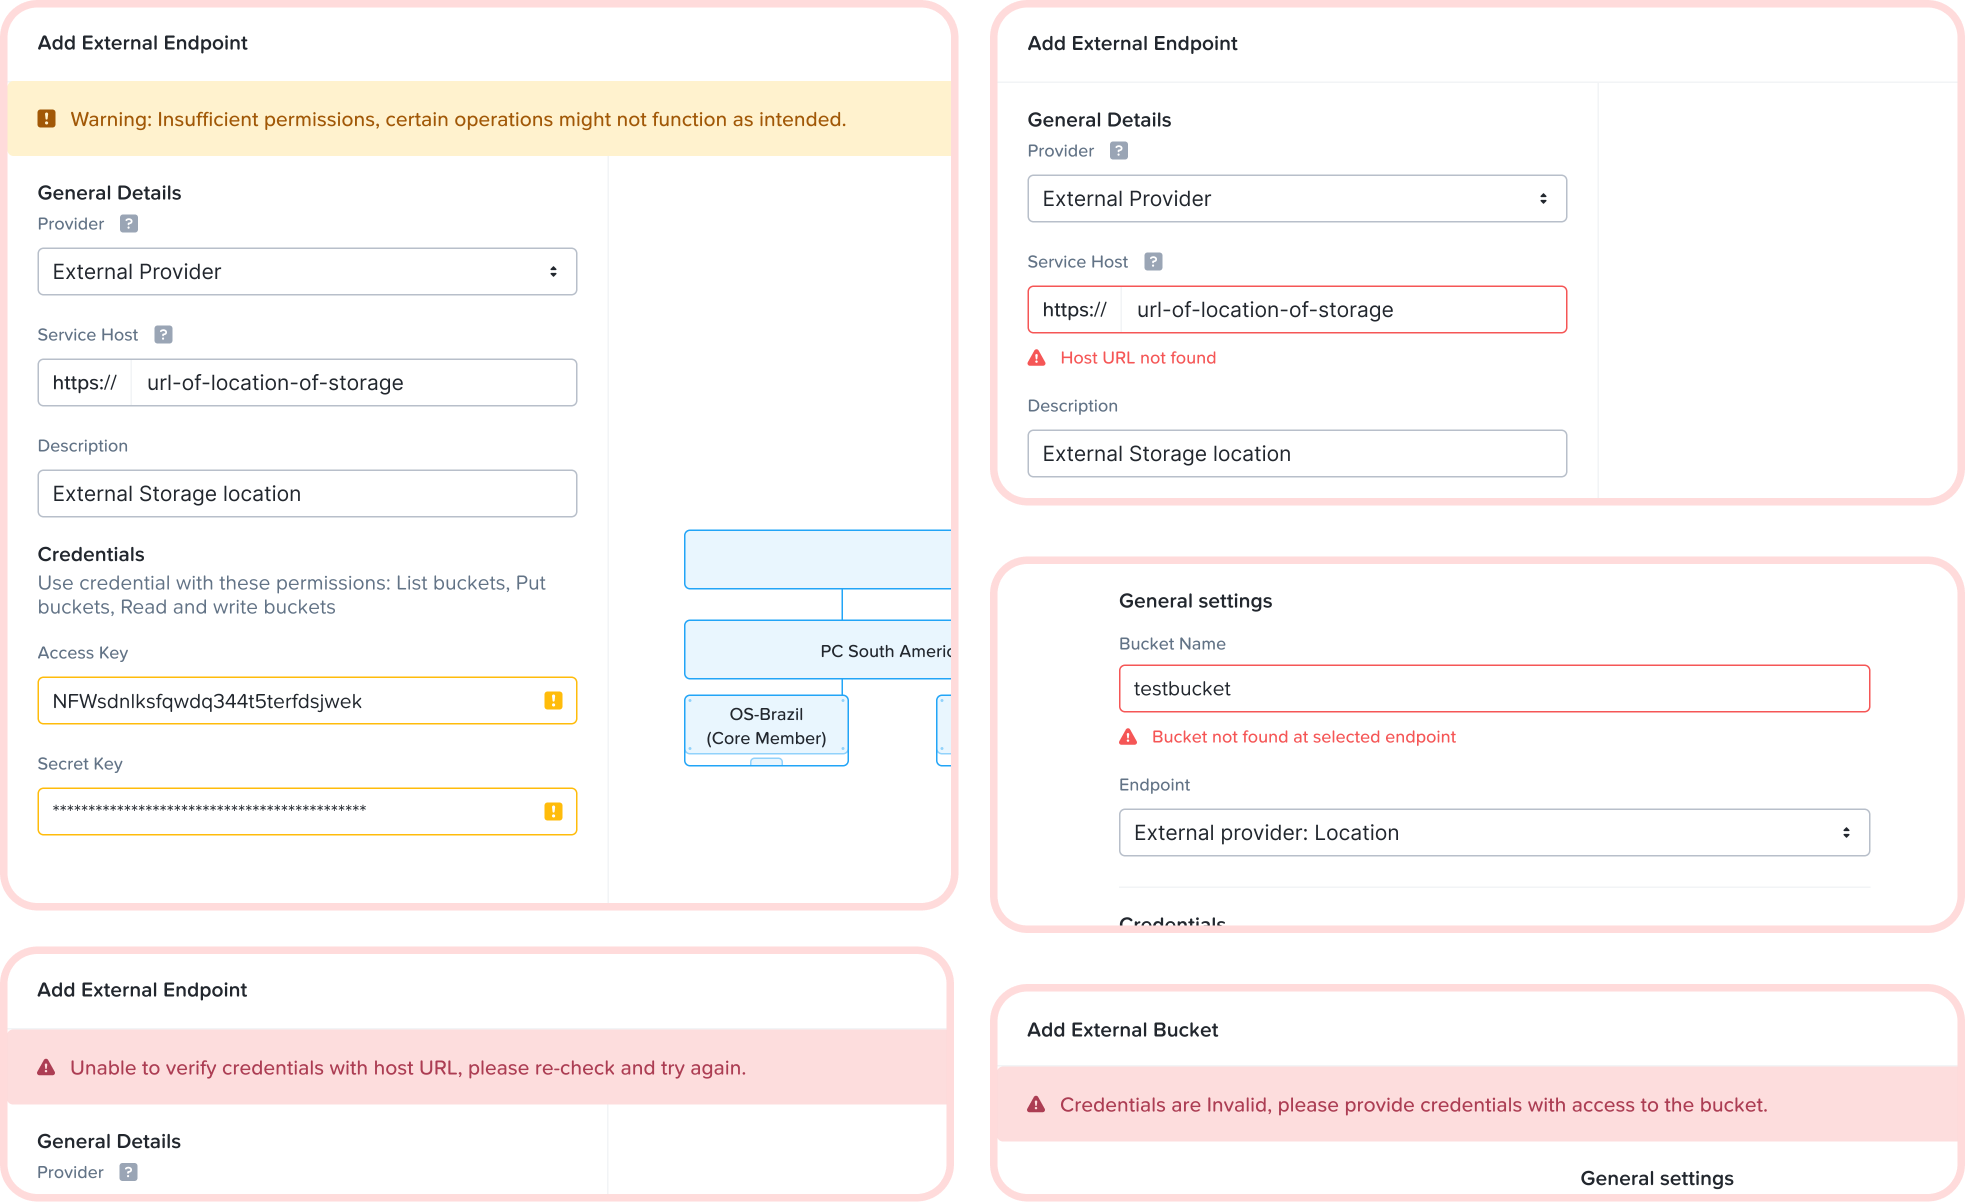 Add External Endpoint
Warning: Insufficient permissions, certain operations might not function as intended.
General Details
Provider ?
External Provider
Service Host ?
https:// url-of-location-of-storage
Description
External Storage location
Credentials
Use credential with these permissions: List buckets, Put
buckets, Read and write buckets
Access Key
NFWsdnlksfqwdq344t5terfdsjwek
Secret Key
********************************************
PC South Americ
OS-Brazil
(Core Member)
Add External Endpoint
General Details
Provider ?
External Provider
Service Host ?
https:// url-of-location-of-storage
Host URL not found
Description
External Storage location
General settings
Bucket Name
testbucket
Bucket not found at selected endpoint
Endpoint
External provider: Location
Credentials
Add External Endpoint
Unable to verify credentials with host URL, please re-check and try again.
General Details
Provider ?
Add External Bucket
Credentials are Invalid, please provide credentials with access to the bucket.
General settings